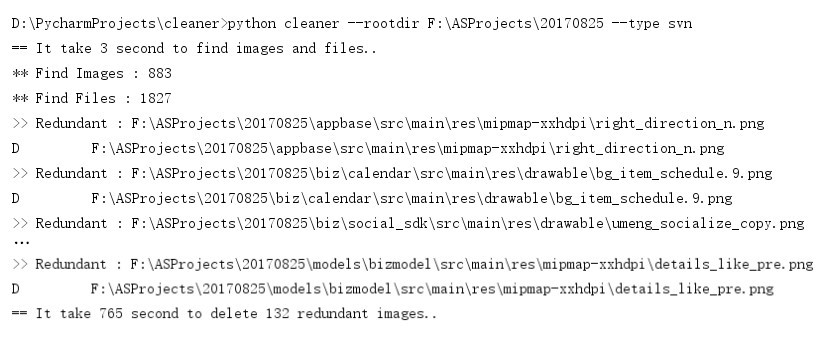 D:\PycharmProjects\cleaner>python cleaner --rootdir F:\ASProjects\20170825 --type svn
== It take 3 second to find images and files..
** Find Images : 883
** Find Files : 1827
>> Redundant : F:\ASProjects\20170825\appbase\src\main\res\mipmap-xxhdpi\right_direction_n.png
D         F:\ASProjects\20170825\appbase\src\main\res\mipmap-xxhdpi\right_direction_n.png
>> Redundant : F:\ASProjects\20170825\biz\calendar\src\main\res\drawable\bg_item_schedule.9.png
D         F:\ASProjects\20170825\biz\calendar\src\main\res\drawable\bg_item_schedule.9.png
>> Redundant : F:\ASProjects\20170825\biz\social_sdk\src\main\res\drawable\umeng_socialize_copy.png
...
>> Redundant : F:\ASProjects\20170825\models\bizmodel\src\main\res\mipmap-xxhdpi\details_like_pre.png
D         F:\ASProjects\20170825\models\bizmodel\src\main\res\mipmap-xxhdpi\details_like_pre.png
== It take 765 second to delete 132 redundant images..